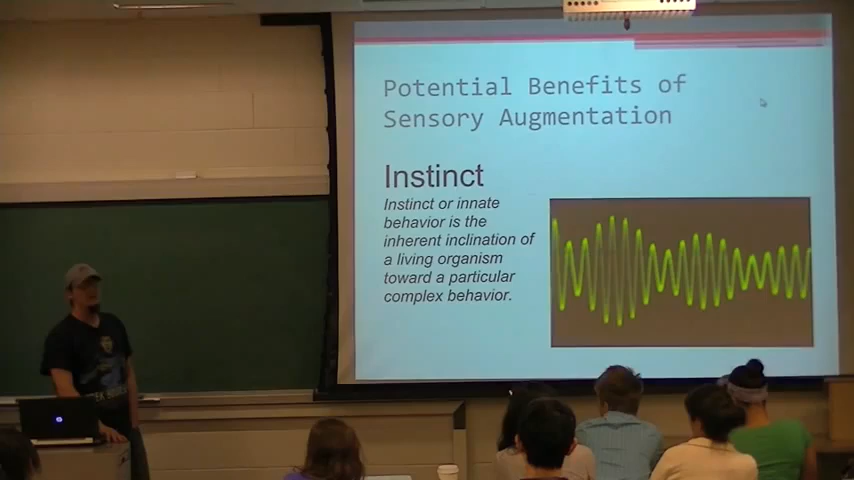 Potential Benefits of
Sensory Augmentation
Instinct
Instinct or innate
behavior is the
inherent inclination of
a living organism
toward a particular
complex behavior.